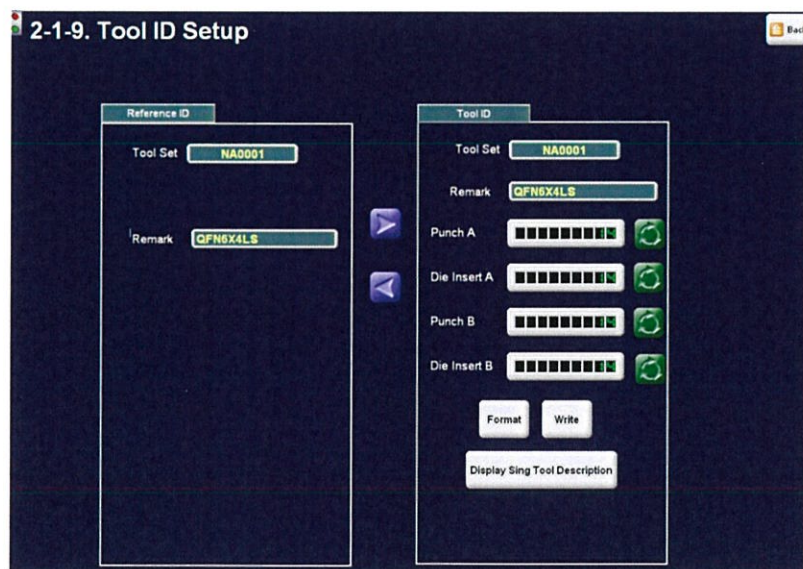 2-1-9. Tool ID Setup
Back
Reference ID
Tool Set NA0001
Remark QFN6X4LS
Tool ID
Tool Set NA0001
Remark QFN6X4LS
Punch A
Die Insert A
Punch B
Die Insert B
Format Write
Display Sing Tool Description